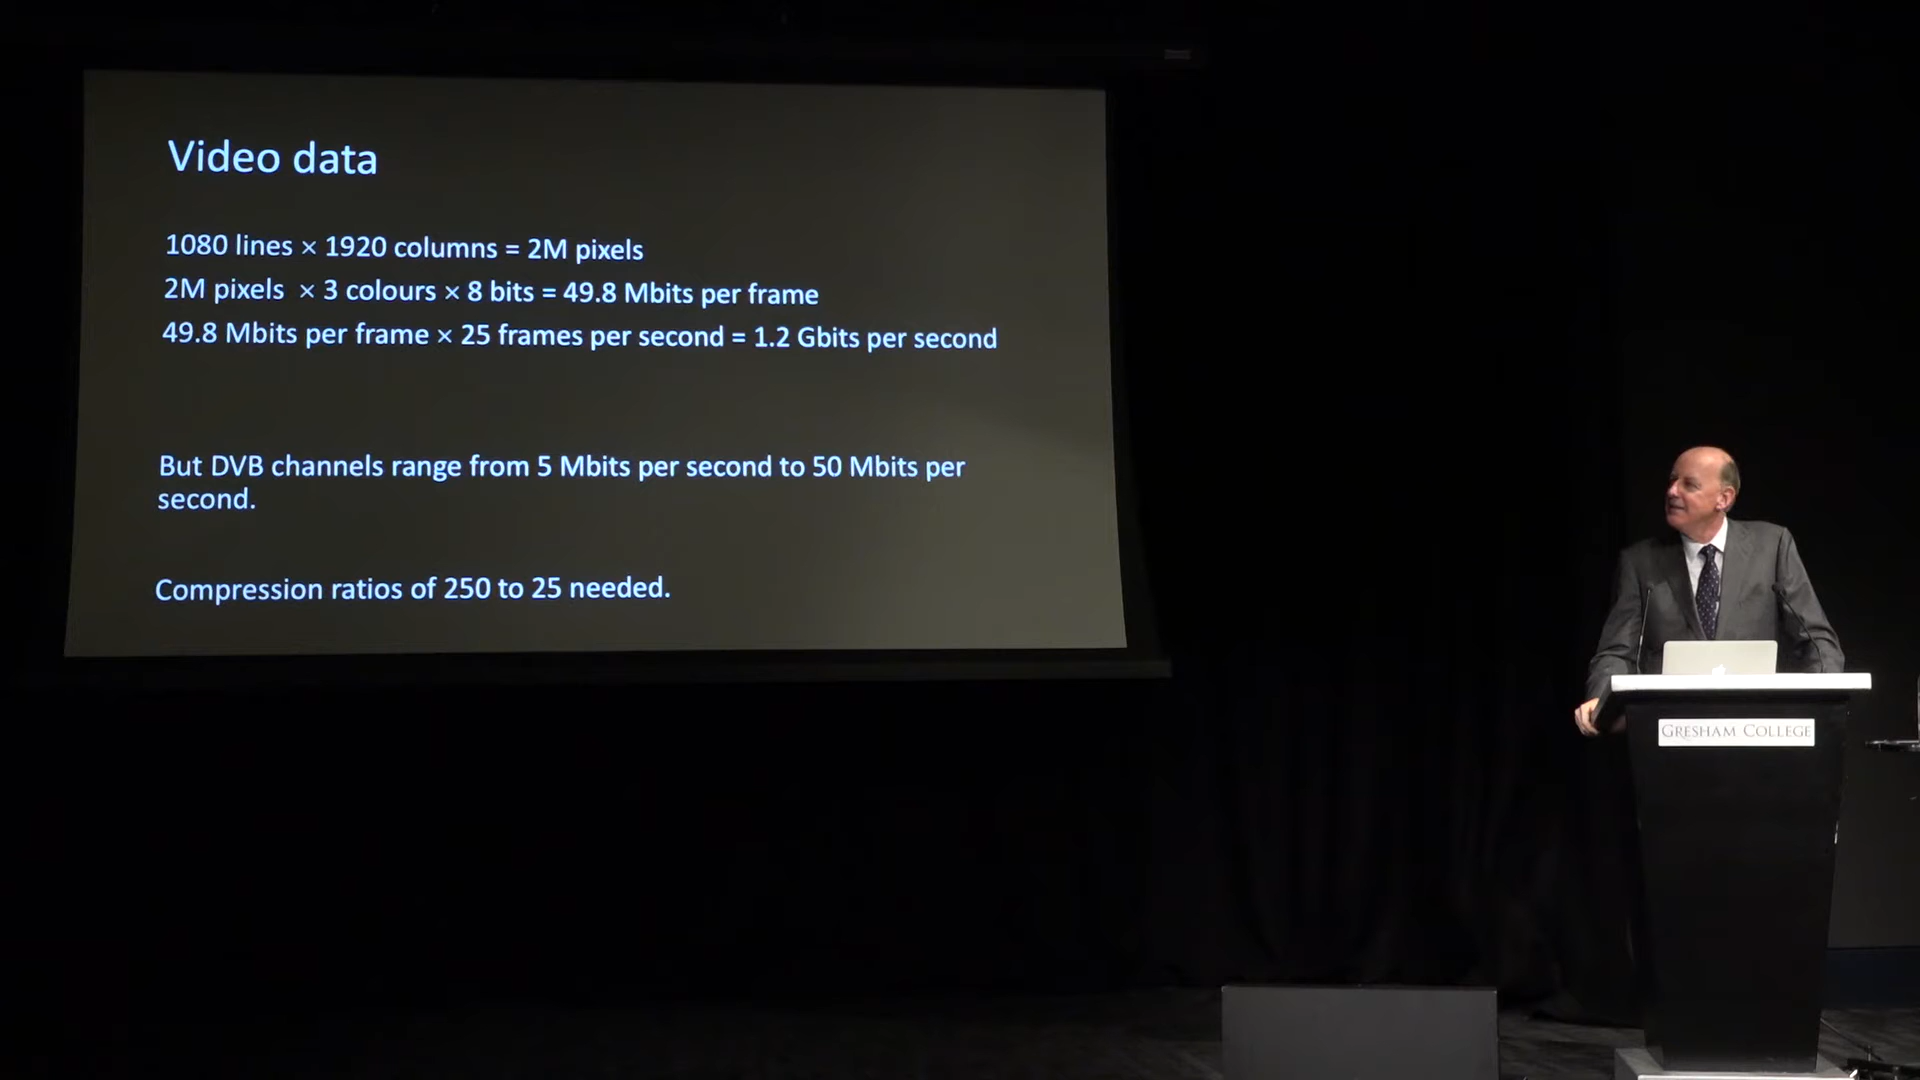 Video data
1080 lines × 1920 columns = 2M pixels
2M pixels × 3 colours × 8 bits = 49.8 Mbits per frame
49.8 Mbits per frame × 25 frames per second = 1.2 Gbits per second
But DVB channels range from 5 Mbits per second to 50 Mbits per
second.
Compression ratios of 250 to 25 needed.
GRESHAM COLLEGE